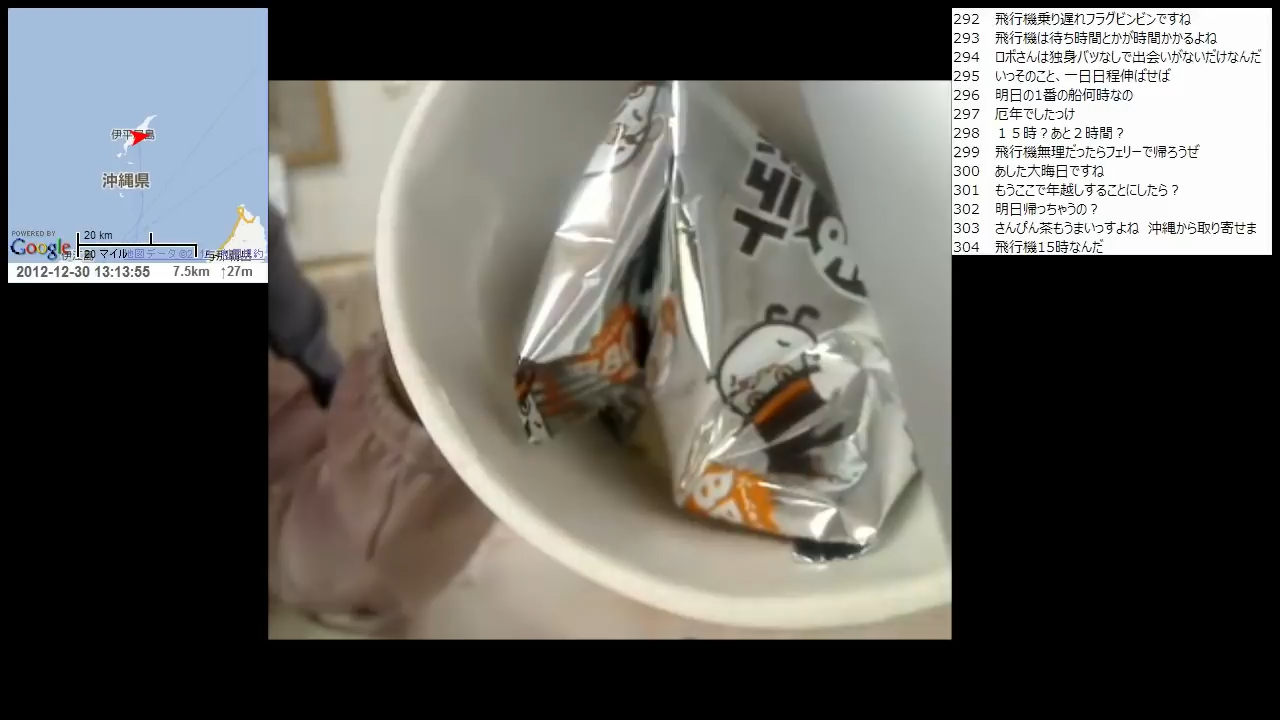 伊平屋島
沖縄県
POWERED BY
Google
20 km
20 マイル
地図データ ©2
2012-12-30 13:13:55 7.5km ↑27m
292 飛行機乗り遅れフラグビンビンですね
293 飛行機は待ち時間とかが時間かかるよね
294 ロボさんは独身バツなしで出会いがないだけなんだ
295 いっそのこと、一日日程伸ばせば
296 明日の1番の船何時なの
297 厄年でしたっけ
298 １５時？あと２時間？
299 飛行機無理だったらフェリーで帰ろうぜ
300 あした大晦日ですね
301 もうここで年越しすることにしたら？
302 明日帰っちゃうの？
303 さんぴん茶もうまいっすよね 沖縄から取り寄せま
304 飛行機15時なんだ